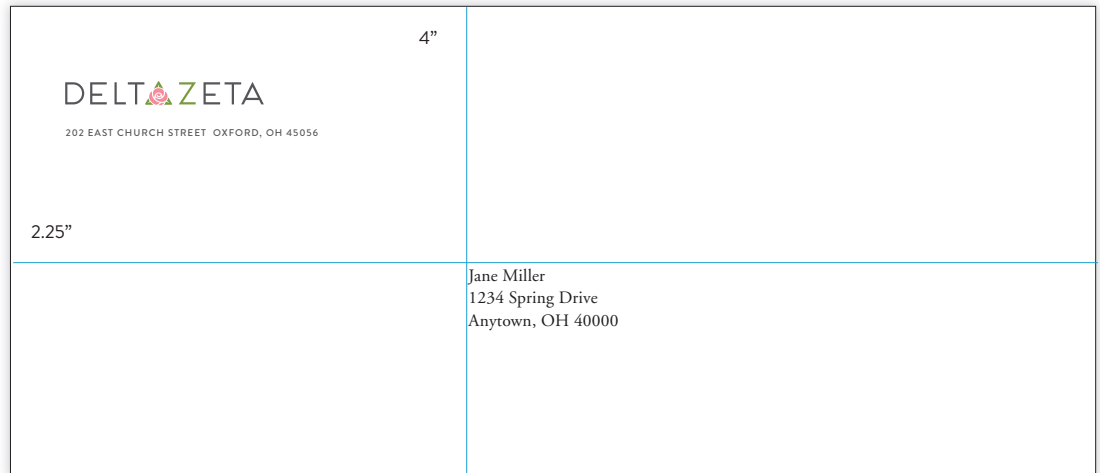 4”
DELTA ZETA
202 EAST CHURCH STREET OXFORD, OH 45056
2.25”
Jane Miller
1234 Spring Drive
Anytown, OH 40000